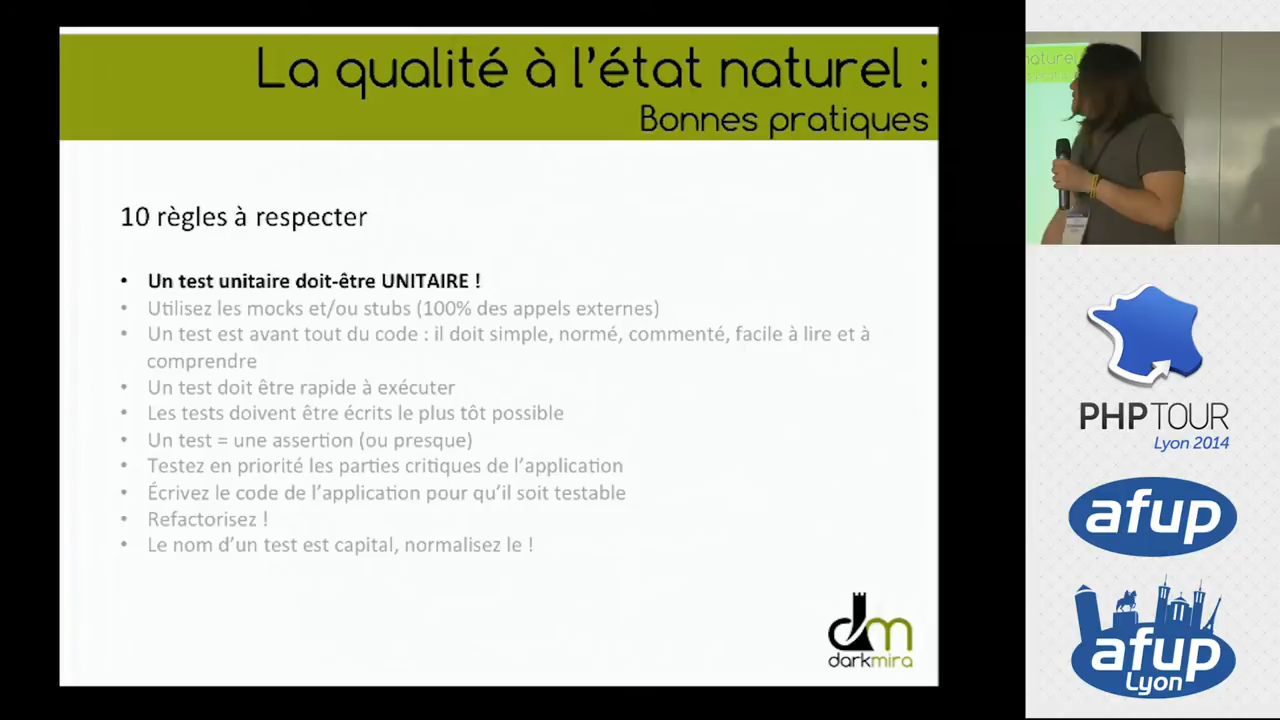 La qualité à l’état naturel :
Bonnes pratiques
10 règles à respecter
• Un test unitaire doit-être UNITAIRE !
• Utilisez les mocks et/ou stubs (100% des appels externes)
• Un test est avant tout du code : il doit simple, normé, commenté, facile à lire et à
comprendre
• Un test doit être rapide à exécuter
• Les tests doivent être écrits le plus tôt possible
• Un test = une assertion (ou presque)
• Testez en priorité les parties critiques de l’application
• Écrivez le code de l’application pour qu’il soit testable
• Refactorisez !
• Le nom d’un test est capital, normalisez le !
dm
darkmira
naturel
PHP TOUR
Lyon 2014
afup
afup
Lyon